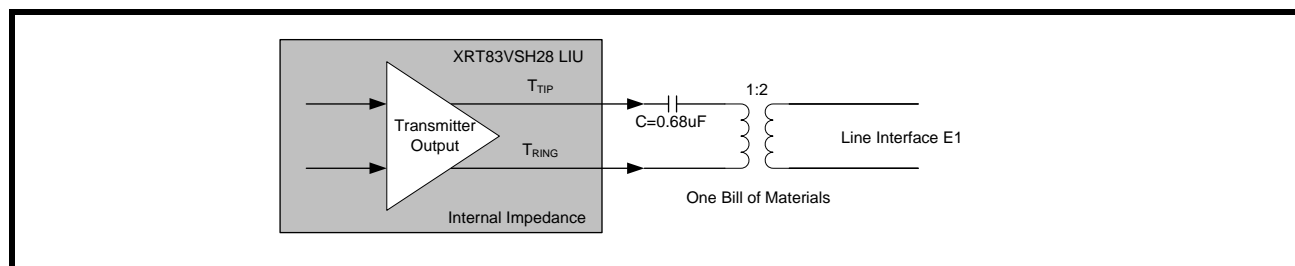 XRT83VSH28 LIU
TTIP
1:2
C=0.68uF
Transmitter
Output
Line Interface E1
TRING
One Bill of Materials
Internal Impedance